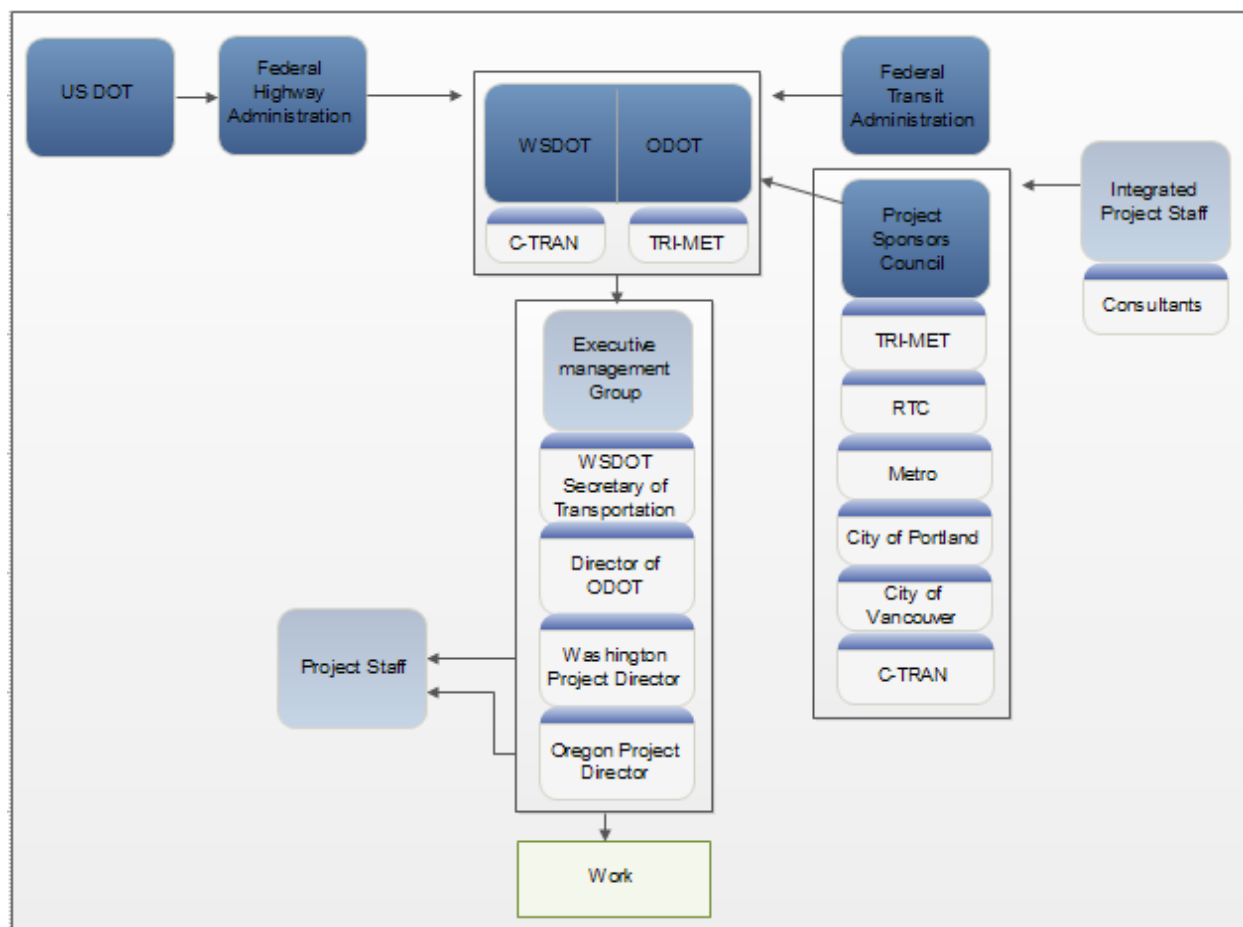 US DOT
Federal
Highway
Administration
WSDOT
ODOT
C-TRAN
TRI-MET
Federal
Transit
Administration
Integrated
Project Staff
Consultants
Project
Sponsors
Council
TRI-MET
RTC
Metro
City of Portland
City of
Vancouver
C-TRAN
Executive
management
Group
WSDOT
Secretary of
Transportation
Director of
ODOT
Washington
Project Director
Oregon Project
Director
Project Staff
Work